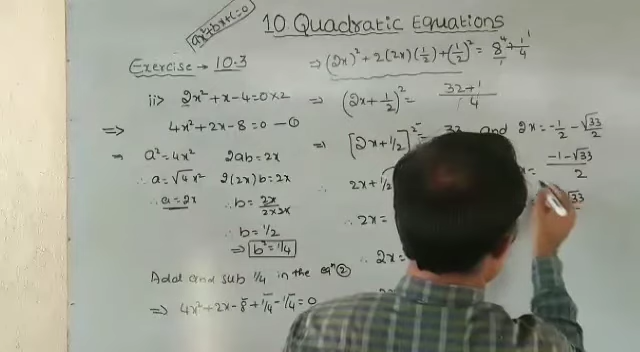 ax²+bx+c=0
10 Quadratic Equations
Exercise - 10.3
ii> 2x²+x-4=0×2
=> 4x²+2x-8=0
a²=4x² 2ab=2x
∴ a=√4x² 2(2x)b=2x
∴ a=2x ∴ b=2x/2×2x
∴ b=1/2
=> b²=1/4
Add and sub 1/4 in the eqⁿ ②
=> 4x²+2x-8+1/4-1/4=0
=> (2x)²+2(2x)(1/2)+(1/2)²=8/1+1/4
=> (2x+1/2)²= 32+1/4
=> [2x+1/2]²= 33
2x+1/2
∴ 2x=
∴ 2x=
and 2x=-1/2-√33/2
= -1-√33/2